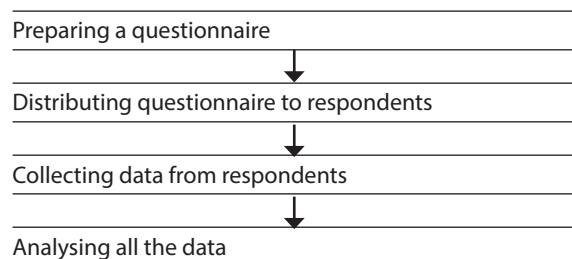 Preparing a questionnaire
Distributing questionnaire to respondents
Collecting data from respondents
Analysing all the data